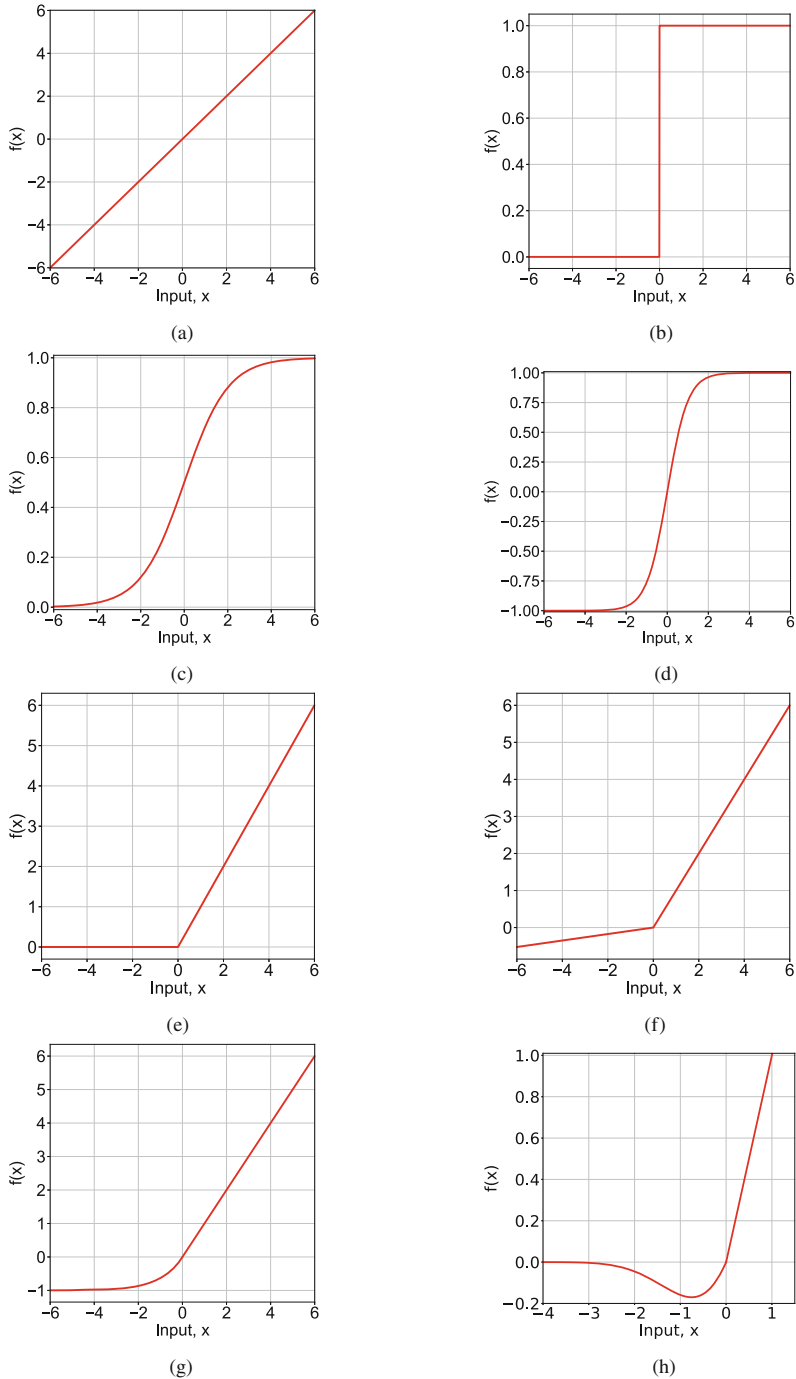 6
4
2
0
−2
−4
−6
f(x)
−6 −4 −2 0 2 4 6
Input, x
(a)
1.0
0.8
0.6
0.4
0.2
0.0
f(x)
−6 −4 −2 0 2 4 6
Input, x
(b)
1.0
0.8
0.6
0.4
0.2
0.0
f(x)
−6 −4 −2 0 2 4 6
Input, x
(c)
1.00
0.75
0.50
0.25
0.00
−0.25
−0.50
−0.75
−1.00
f(x)
−6 −4 −2 0 2 4 6
Input, x
(d)
6
5
4
3
2
1
0
f(x)
−6 −4 −2 0 2 4 6
Input, x
(e)
6
5
4
3
2
1
0
f(x)
−6 −4 −2 0 2 4 6
Input, x
(f)
6
5
4
3
2
1
0
−1
f(x)
−6 −4 −2 0 2 4 6
Input, x
(g)
1.0
0.8
0.6
0.4
0.2
0.0
−0.2
f(x)
−4 −3 −2 −1 0 1
Input, x
(h)